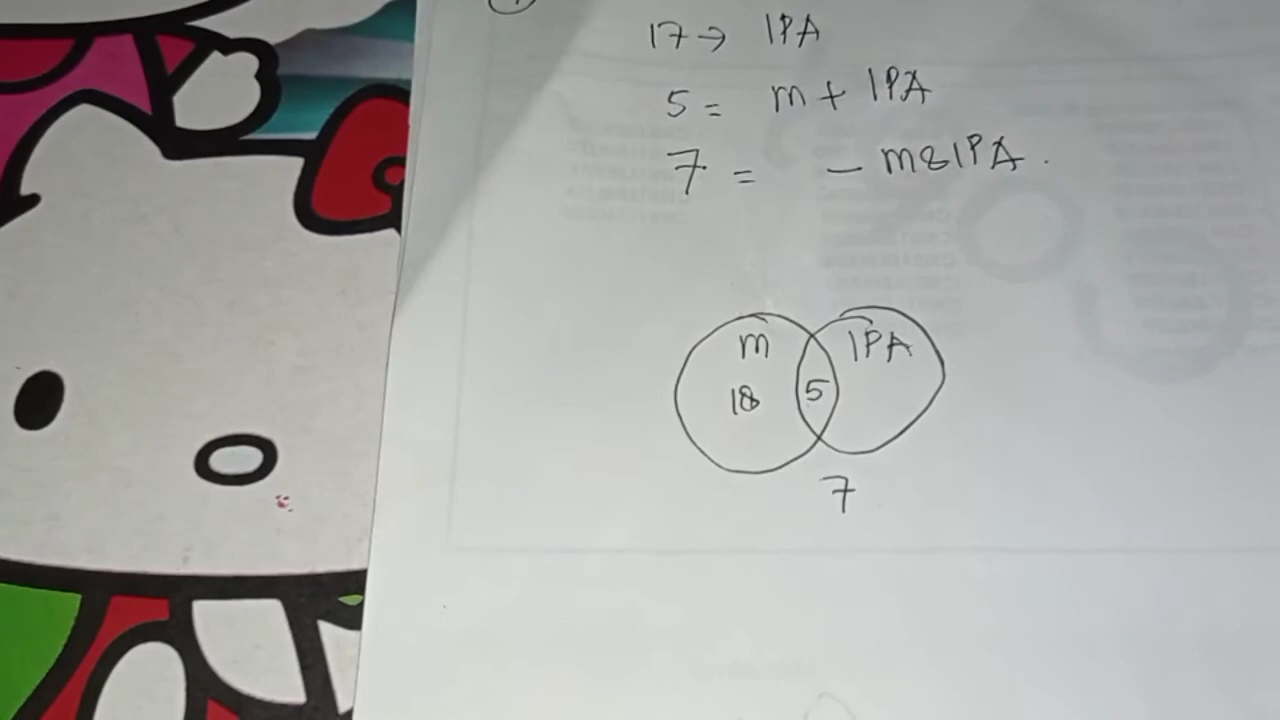 17 → IPA
5 = m + IPA
7 = - m & IPA.
m
IPA
18
5
7